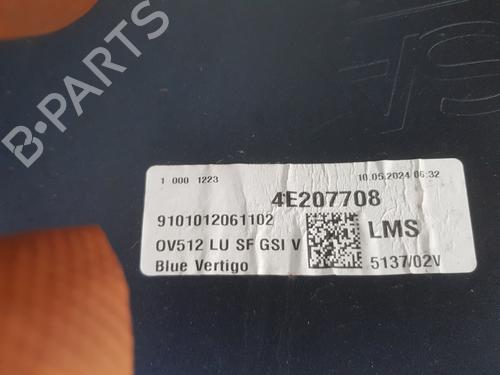 B-PARTS
1 000 1223
10.05.2024 06:32
4E207708
9101012061102
OV512 LU SF GSI V
LMS
Blue Vertigo
5137/02V